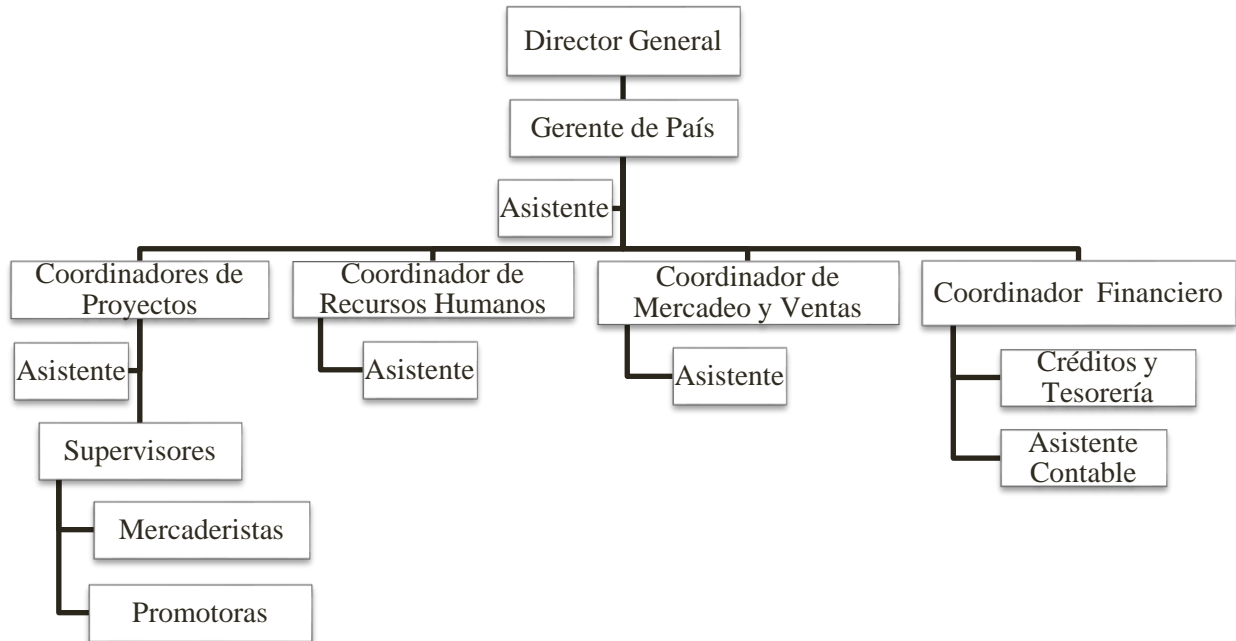 Director General
Gerente de País
Asistente
Coordinadores de
Proyectos
Coordinador de
Recursos Humanos
Coordinador de
Mercadeo y Ventas
Coordinador Financiero
Asistente
Asistente
Asistente
Créditos y
Tesorería
Supervisores
Asistente
Contable
Mercaderistas
Promotoras